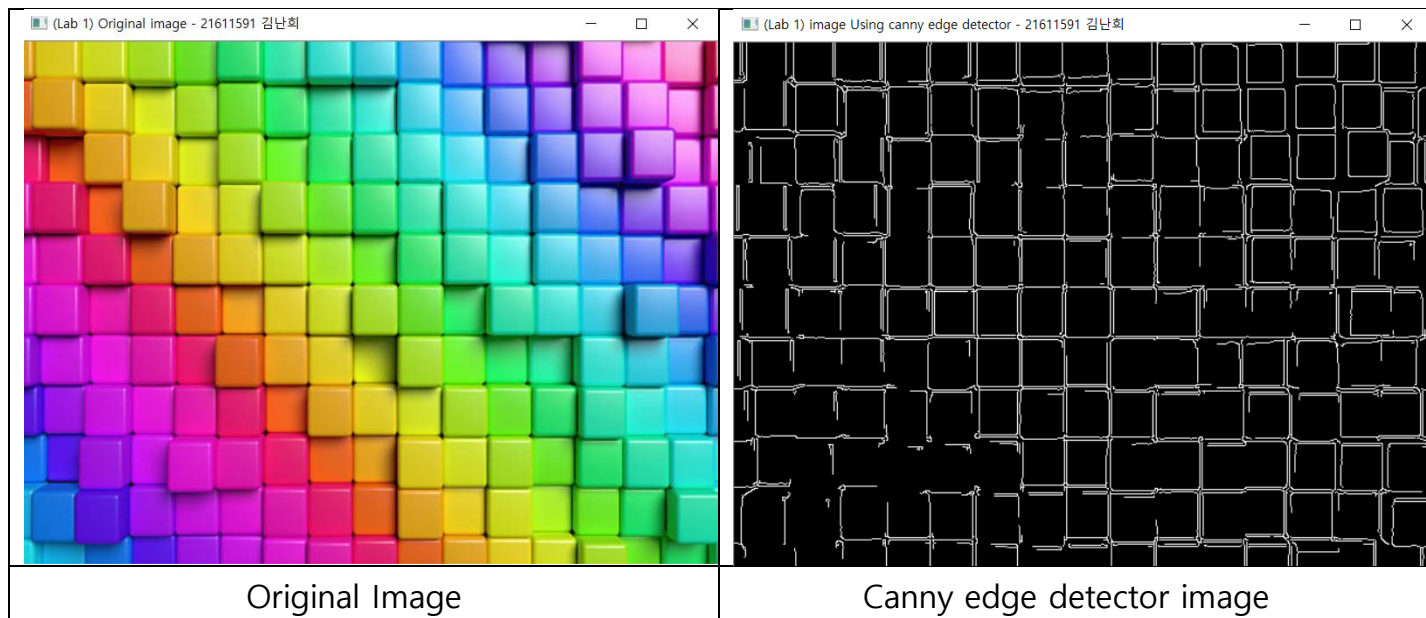 (Lab 1) Original image - 21611591 김난희
(Lab 1) image Using canny edge detector - 21611591 김난희
Original Image
Canny edge detector image